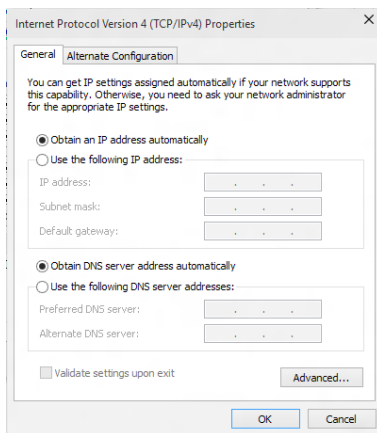 Internet Protocol Version 4 (TCP/IPv4) Properties
General
Alternate Configuration
You can get IP settings assigned automatically if your network supports
this capability. Otherwise, you need to ask your network administrator
for the appropriate IP settings.
Obtain an IP address automatically
Use the following IP address:
IP address:
Subnet mask:
Default gateway:
Obtain DNS server address automatically
Use the following DNS server addresses:
Preferred DNS server:
Alternate DNS server:
Validate settings upon exit
Advanced...
OK
Cancel